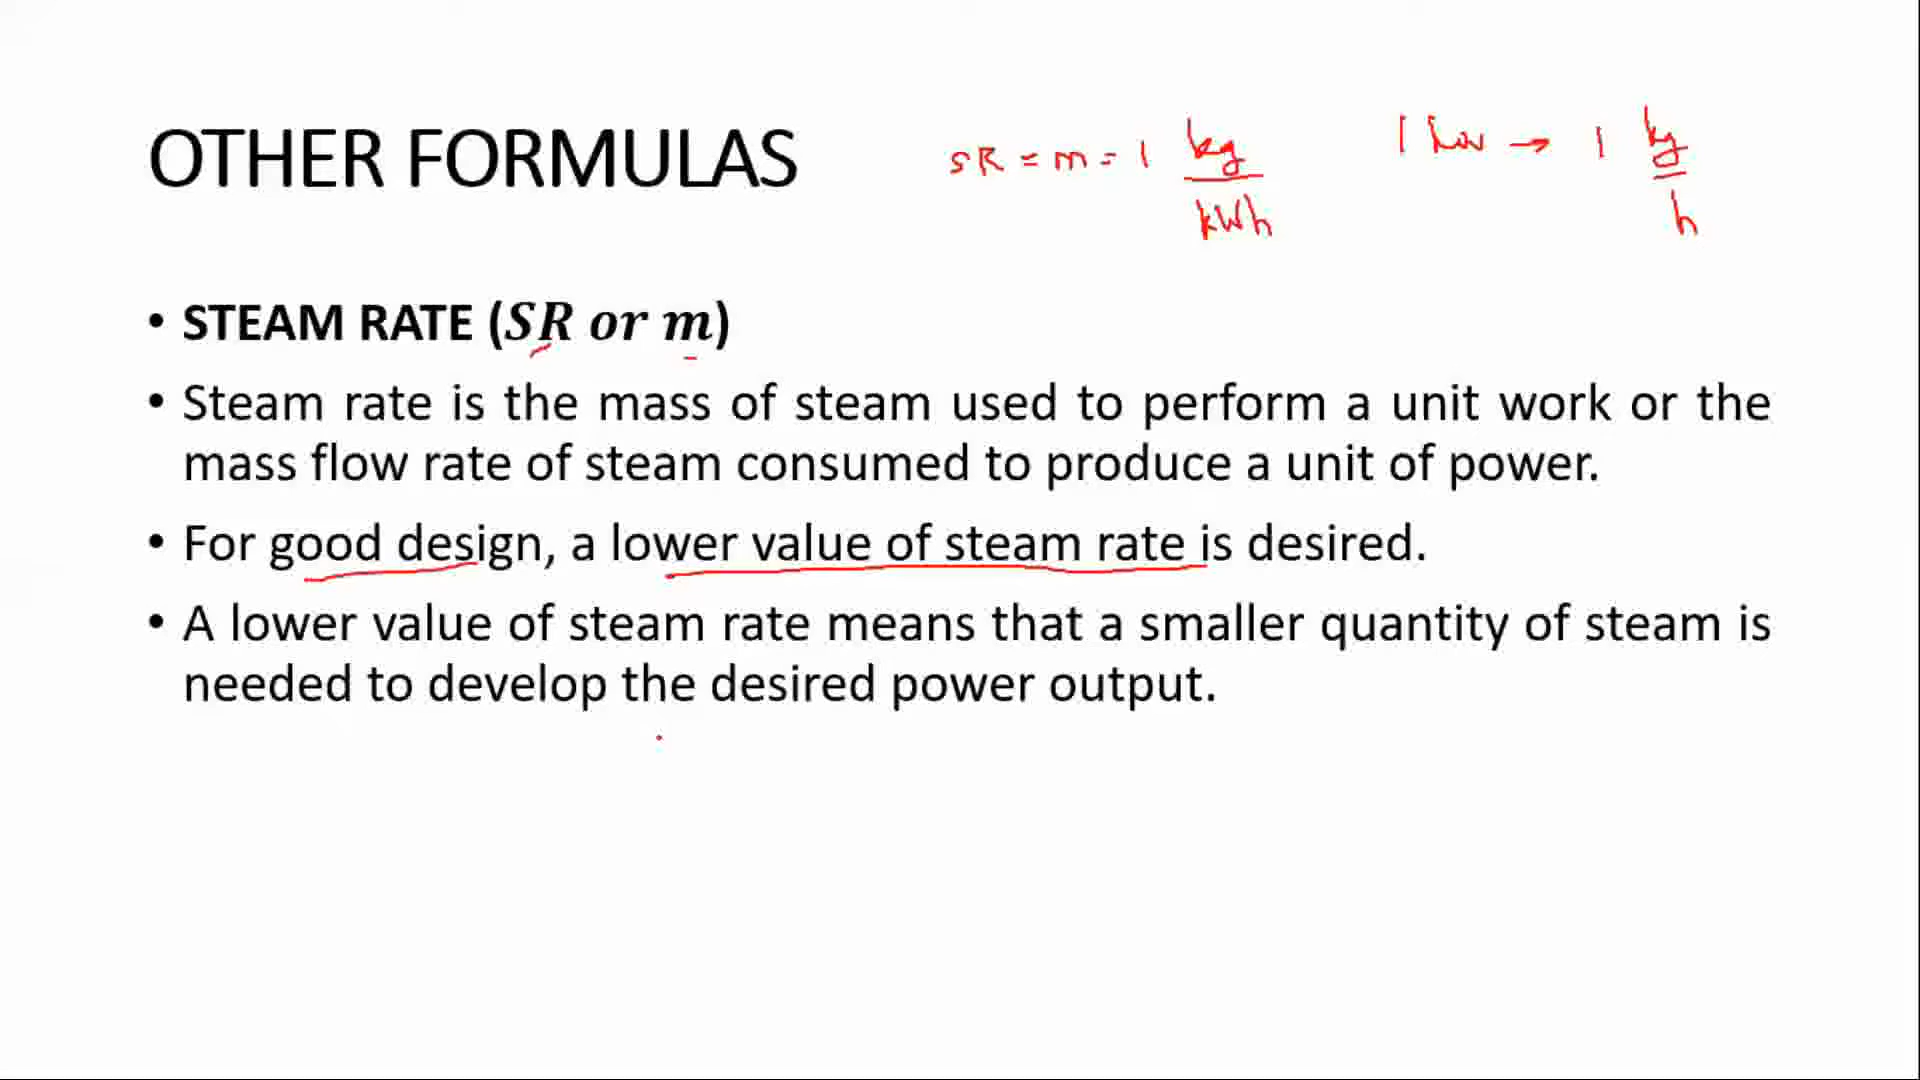 OTHER FORMULAS
SR = m = 1 kg/kWh
1 kW → 1 kg/h
• STEAM RATE (SR or m)
• Steam rate is the mass of steam used to perform a unit work or the
mass flow rate of steam consumed to produce a unit of power.
• For good design, a lower value of steam rate is desired.
• A lower value of steam rate means that a smaller quantity of steam is
needed to develop the desired power output.